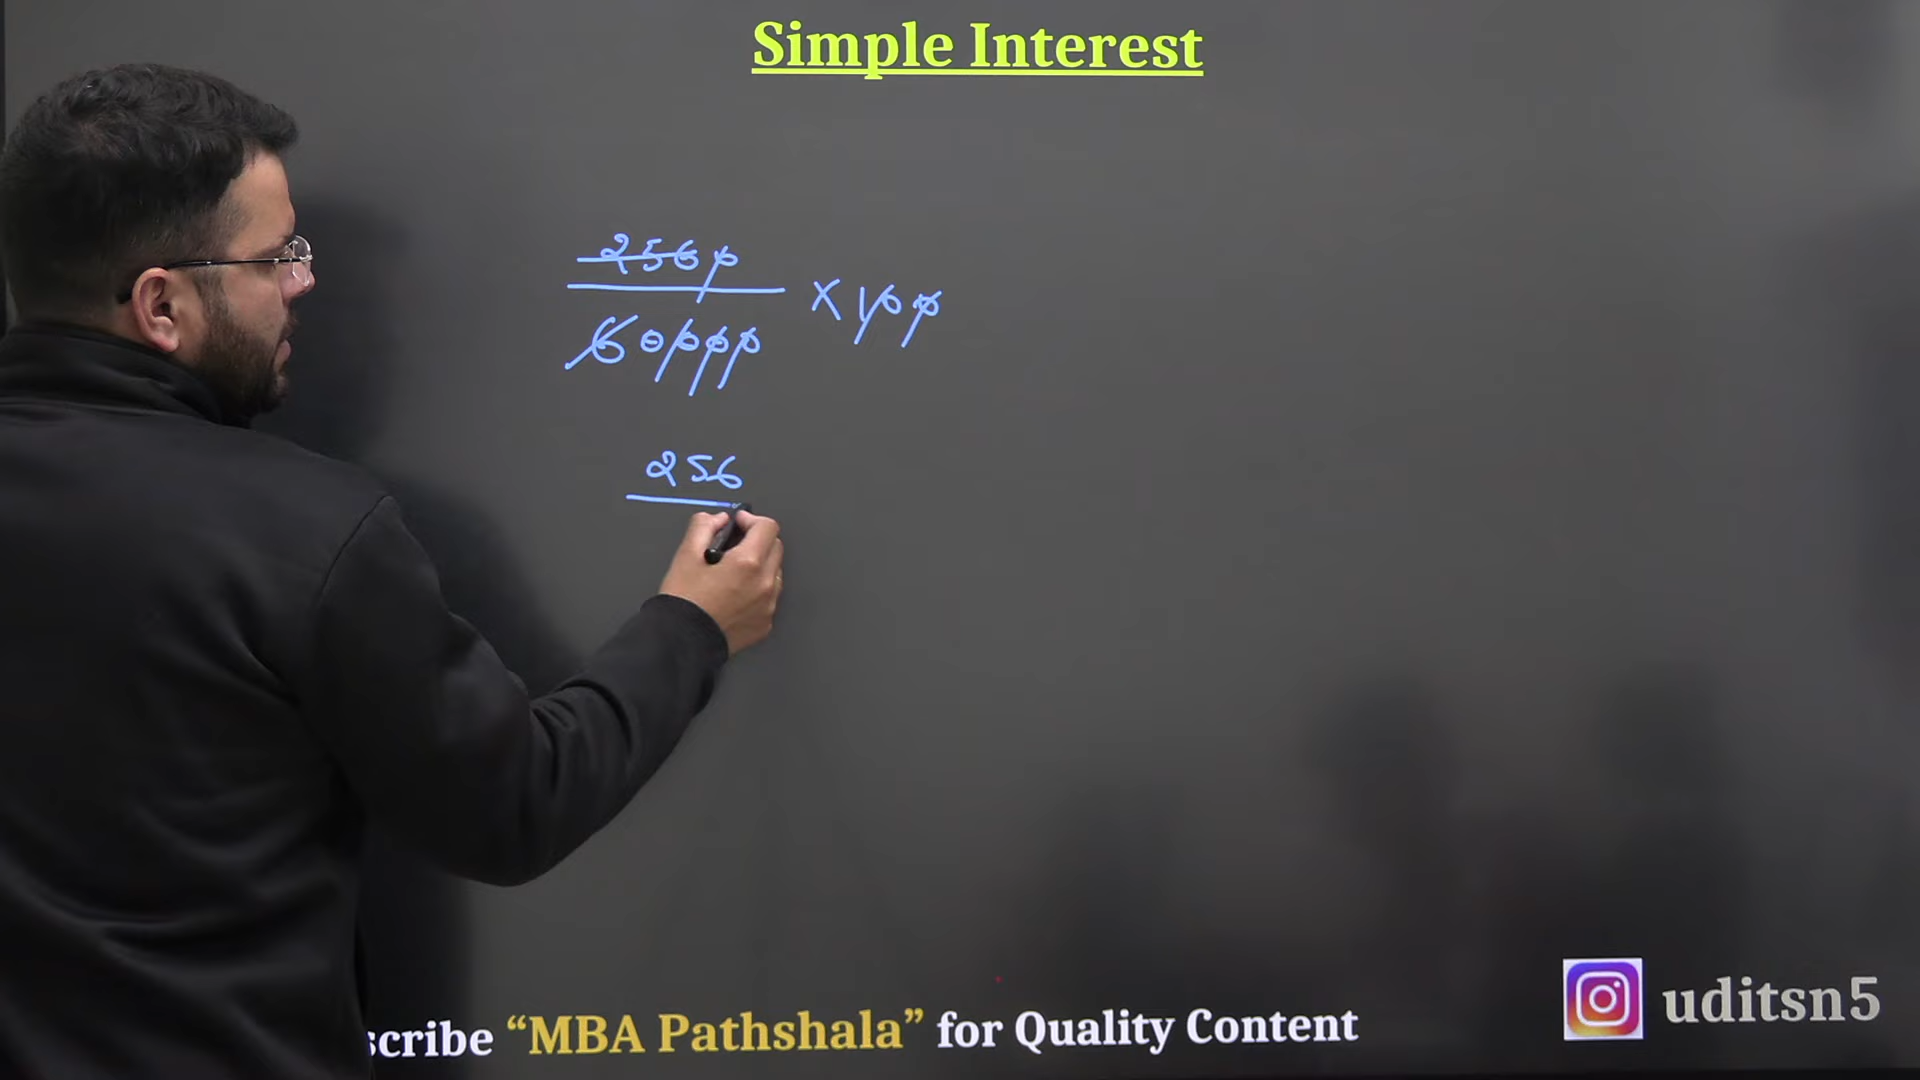 Simple Interest
2560
60000 × 100
256
scribe “MBA Pathshala” for Quality Content
uditsn5